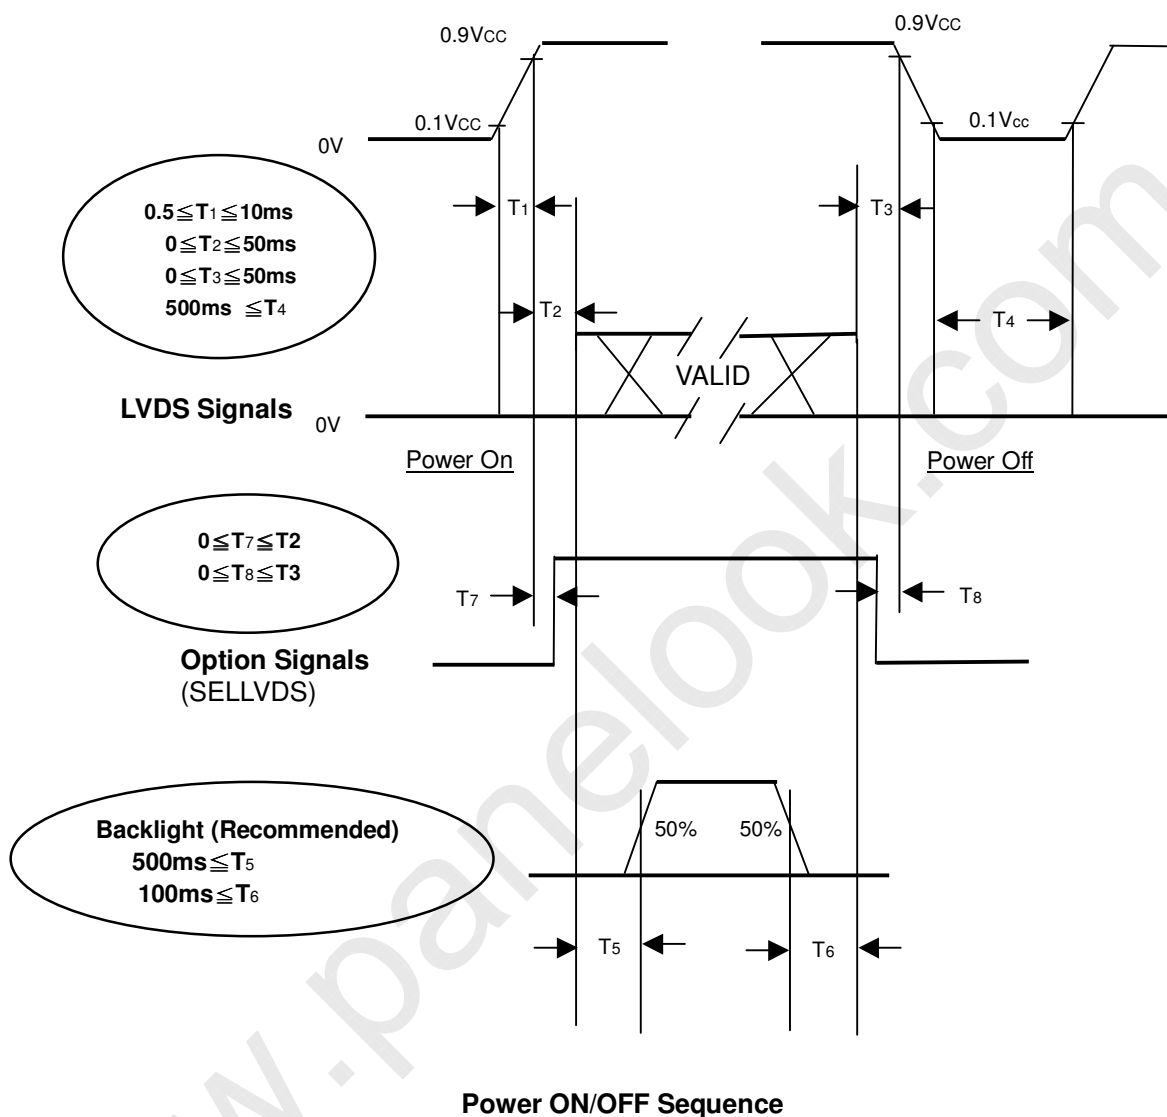 0.9VCC
0.9VCC
0.1VCC
0.1Vcc
0V
0.5≦T1≦10ms
0≦T2≦50ms
0≦T3≦50ms
500ms ≦T4
T1
T3
T2
T4
VALID
LVDS Signals
0V
Power On
Power Off
0≦T7≦T2
0≦T8≦T3
T7
T8
Option Signals
(SELLVDS)
Backlight (Recommended)
500ms≦T5
100ms≦T6
50%
50%
T5
T6
Power ON/OFF Sequence
w.panelook.com